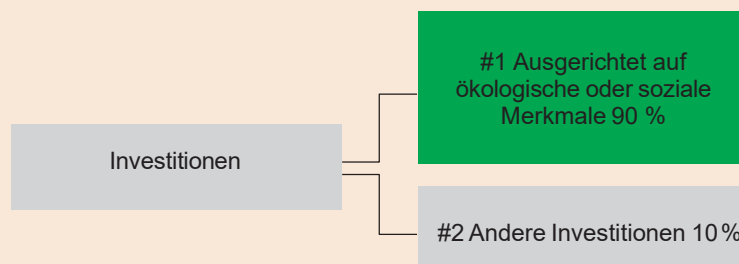 #1 Ausgerichtet auf
ökologische oder soziale
Merkmale 90 %
Investitionen
#2 Andere Investitionen 10 %